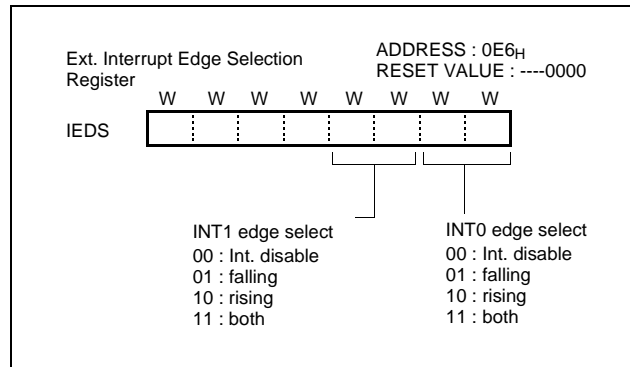 Ext. Interrupt Edge Selection
Register
ADDRESS : 0E6H
RESET VALUE : ----0000
W W W W W W W W
IEDS
INT1 edge select
00 : Int. disable
01 : falling
10 : rising
11 : both
INT0 edge select
00 : Int. disable
01 : falling
10 : rising
11 : both